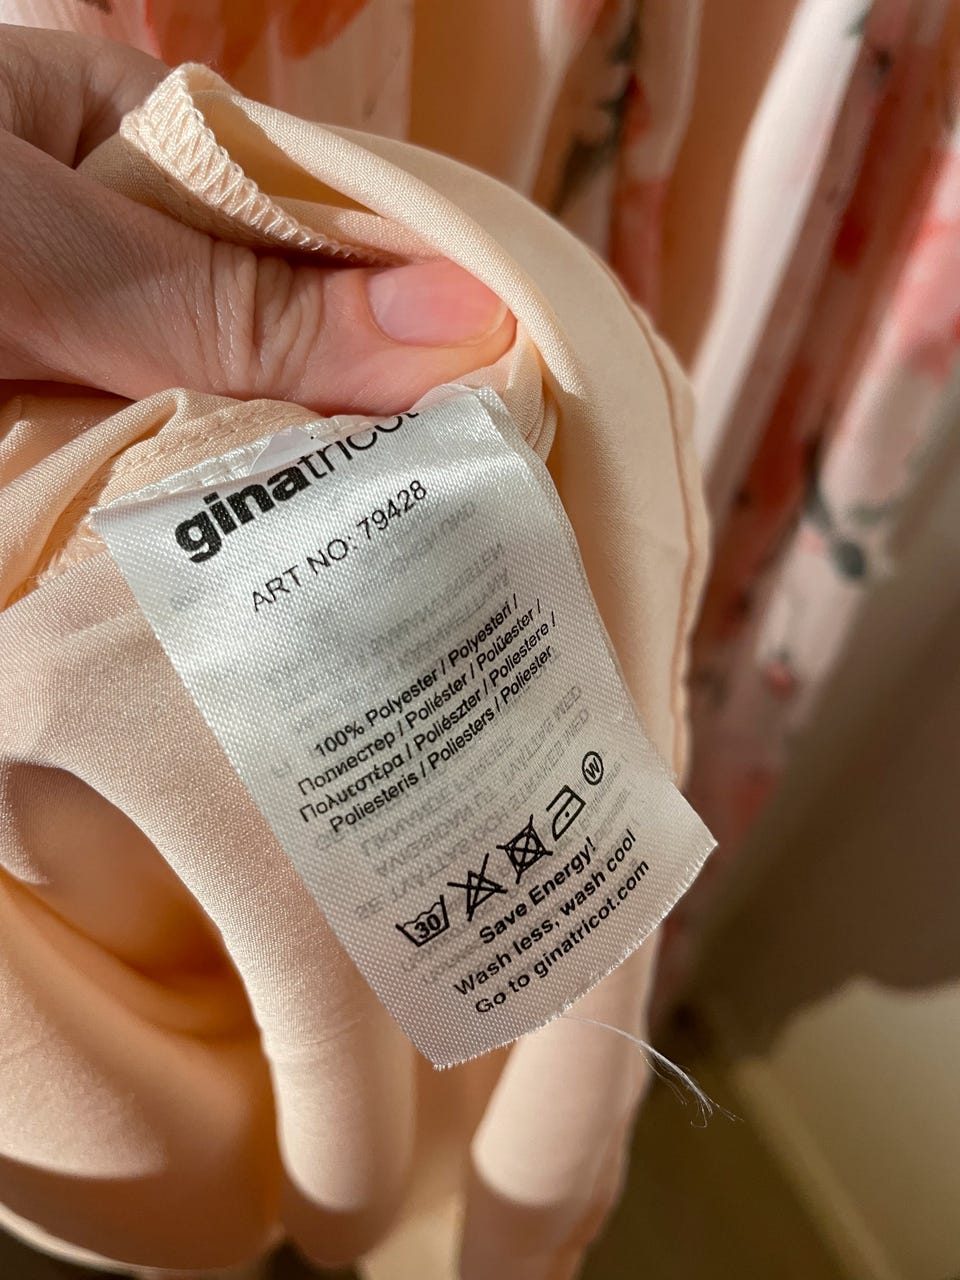 ginatricot
ART NO: 79428
100% Polyester / Polyesteri /
Полиестер / Poliéster / Polüester /
Πολυεστέρα / Poliészter / Poliestere /
Poliesteris / Poliesters / Poliester
30
W
Save Energy!
Wash less, wash cool
Go to ginatricot.com